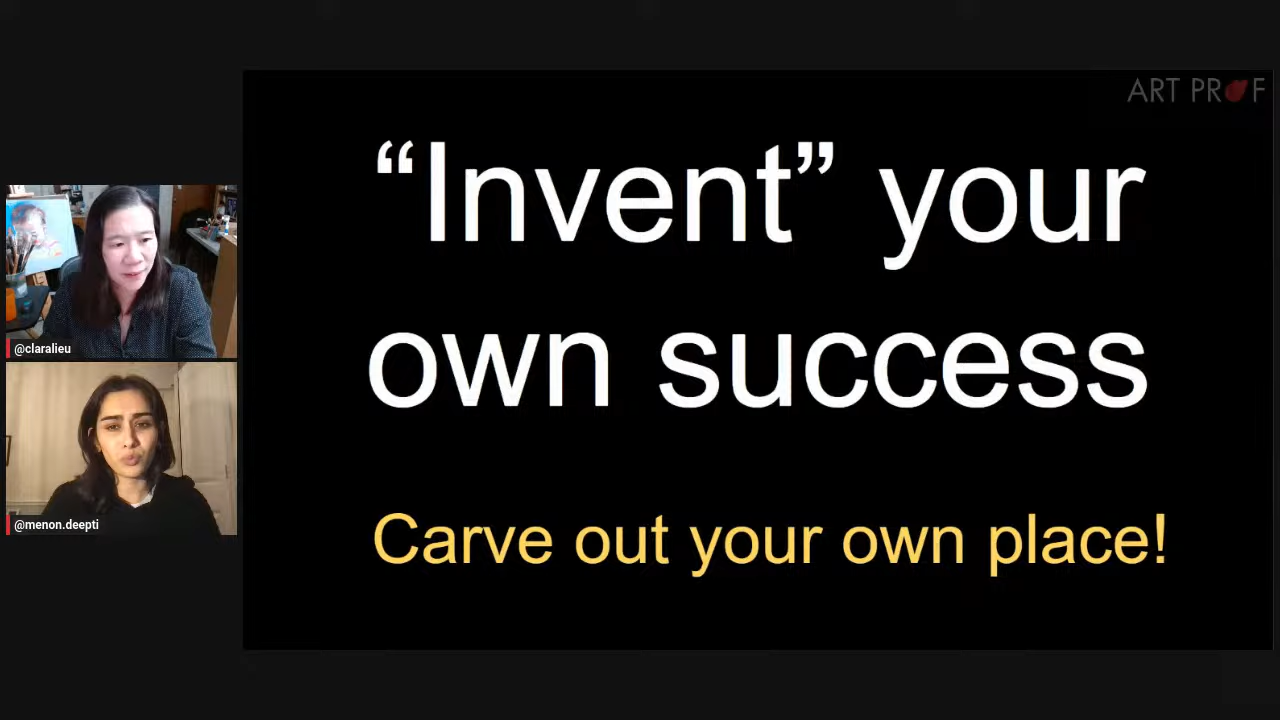 ART PROF
“Invent” your
own success
Carve out your own place!
@claralieu
@menon.deepti